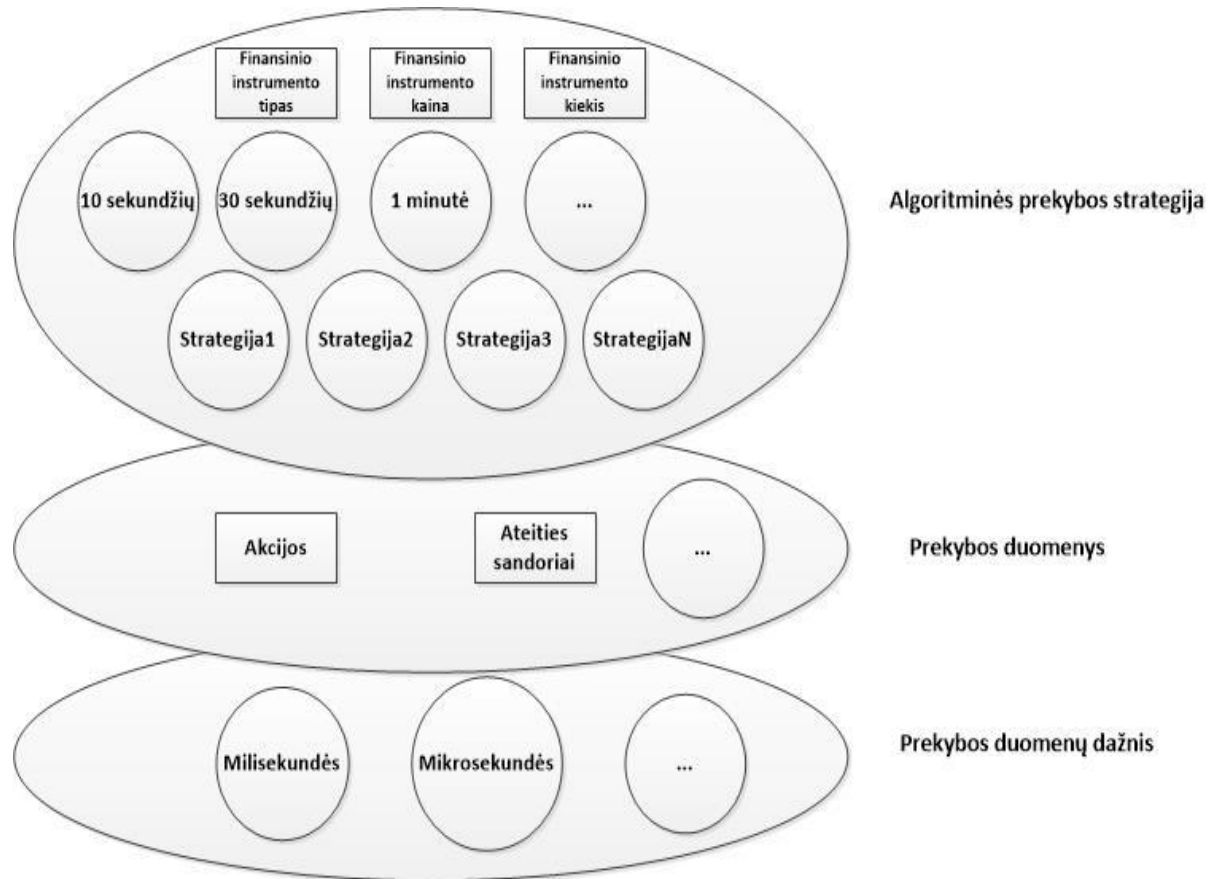 Finansinio
instrumento
tipas
Finansinio
instrumento
kaina
Finansinio
instrumento
kiekis
10 sekundžių
30 sekundžių
1 minutė
...
Algoritminės prekybos strategija
Strategija1
Strategija2
Strategija3
StrategijaN
Akcijos
Ateities
sandoriai
...
Prekybos duomenys
Milisekundės
Mikrosekundės
...
Prekybos duomenų dažnis